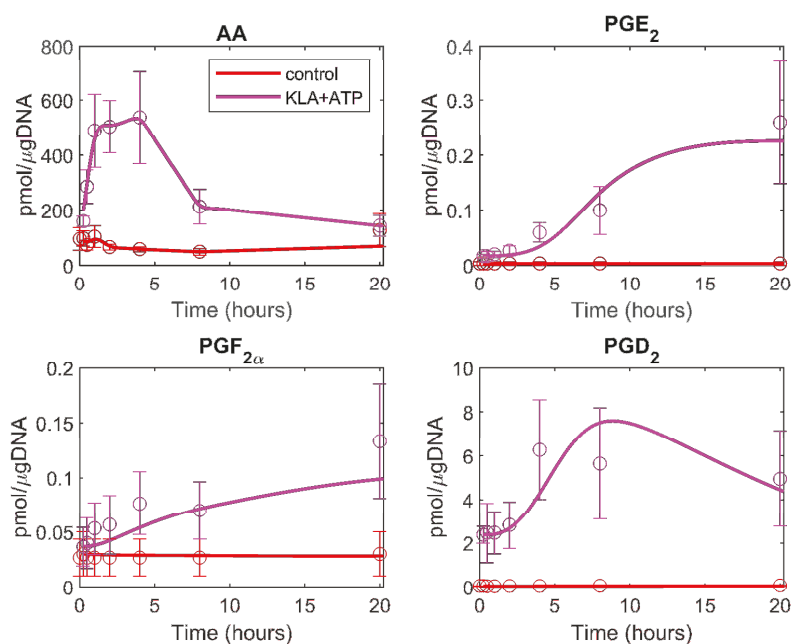 AA
800
600
400
200
0
pmol/µgDNA
0 5 10 15 20
Time (hours)
control
KLA+ATP
PGE2
0.4
0.3
0.2
0.1
0
pmol/µgDNA
0 5 10 15 20
Time (hours)
PGF2α
0.2
0.15
0.1
0.05
0
pmol/µgDNA
0 5 10 15 20
Time (hours)
PGD2
10
8
6
4
2
0
pmol/µgDNA
0 5 10 15 20
Time (hours)